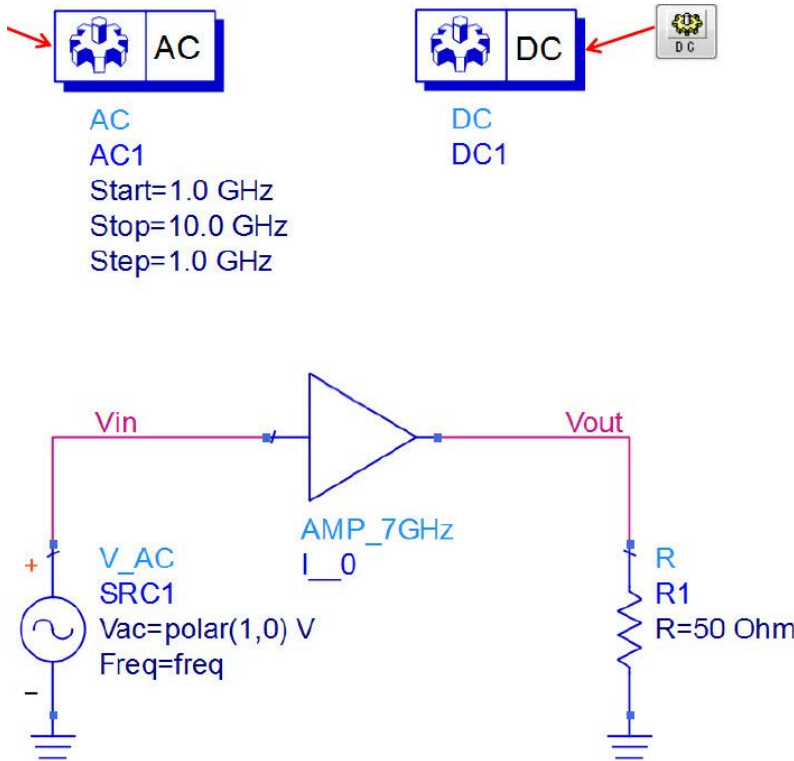 AC
DC
DC
AC
AC1
Start=1.0 GHz
Stop=10.0 GHz
Step=1.0 GHz
DC
DC1
Vin
Vout
AMP_7GHz
I__0
+
V_AC
SRC1
Vac=polar(1,0) V
Freq=freq
−
R
R1
R=50 Ohm